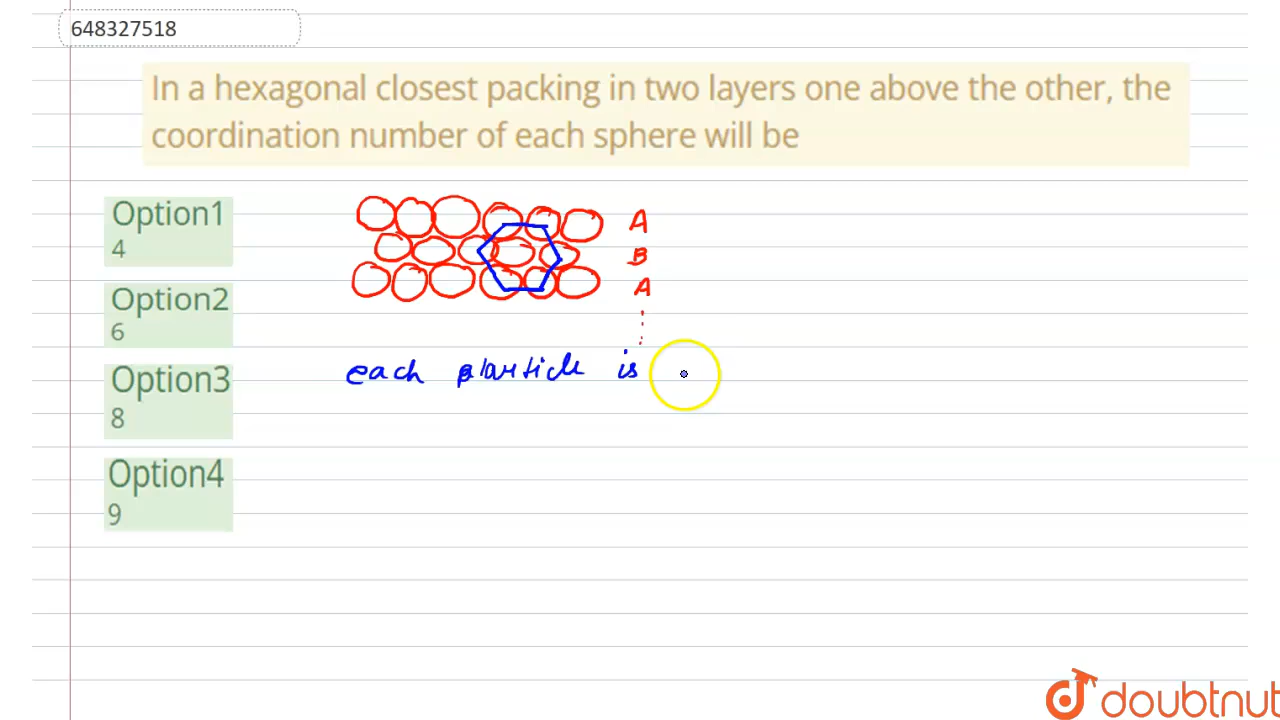 648327518
In a hexagonal closest packing in two layers one above the other, the
coordination number of each sphere will be
Option1
4
A
B
A
Option2
6
each particle is
Option3
8
Option4
9
doubtnut